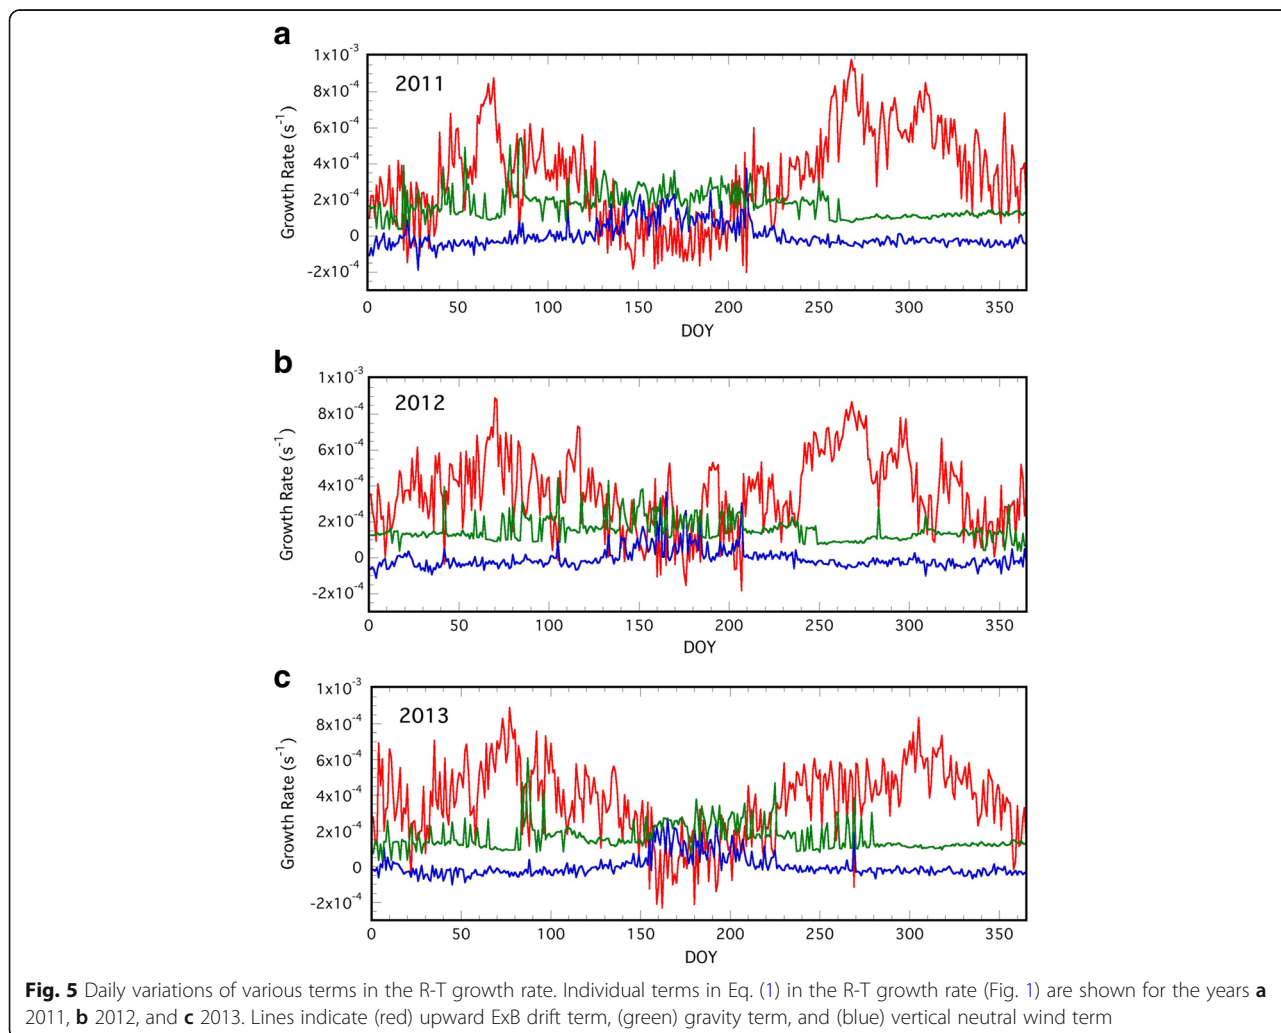 a
1x10-3
8x10-4
6x10-4
4x10-4
2x10-4
0
-2x10-4
Growth Rate (s-1)
2011
0 50 100 150 200 250 300 350
DOY
b
1x10-3
8x10-4
6x10-4
4x10-4
2x10-4
0
-2x10-4
Growth Rate (s-1)
2012
0 50 100 150 200 250 300 350
DOY
c
1x10-3
8x10-4
6x10-4
4x10-4
2x10-4
0
-2x10-4
Growth Rate (s-1)
2013
0 50 100 150 200 250 300 350
DOY
Fig. 5 Daily variations of various terms in the R-T growth rate. Individual terms in Eq. (1) in the R-T growth rate (Fig. 1) are shown for the years a
2011, b 2012, and c 2013. Lines indicate (red) upward ExB drift term, (green) gravity term, and (blue) vertical neutral wind term